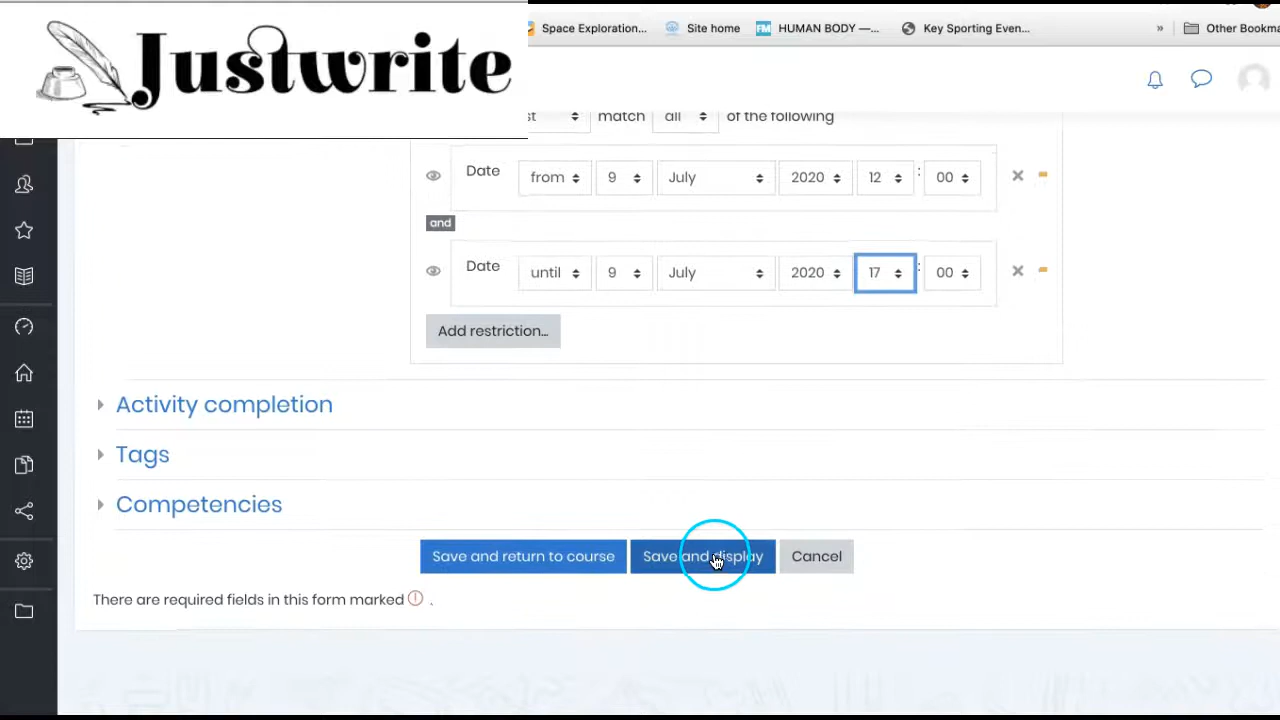 Justwrite
Space Exploration... Site home HUMAN BODY —... Key Sporting Even... » Other Bookma
st match all of the following
Date from 9 July 2020 12 : 00
and
Date until 9 July 2020 17 : 00
Add restriction...
Activity completion
Tags
Competencies
Save and return to course Save and display Cancel
There are required fields in this form marked .